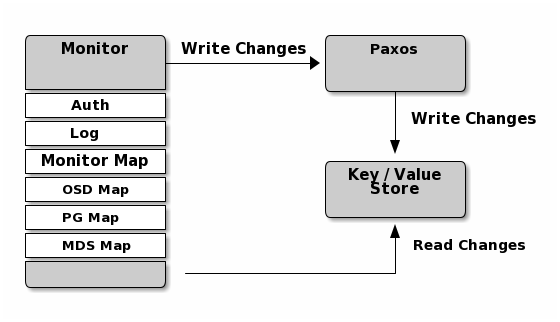 Monitor
Write Changes
Paxos
Auth
Log
Monitor Map
OSD Map
PG Map
MDS Map
Write Changes
Key / Value
Store
Read Changes